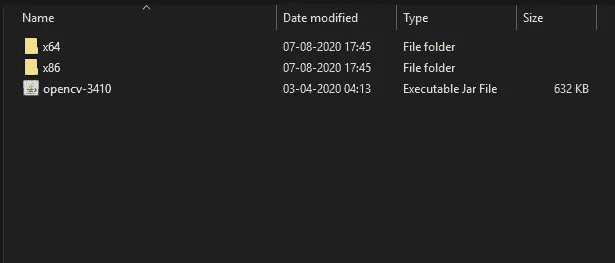 Name Date modified Type Size
x64 07-08-2020 17:45 File folder
x86 07-08-2020 17:45 File folder
opencv-3410 03-04-2020 04:13 Executable Jar File 632 KB